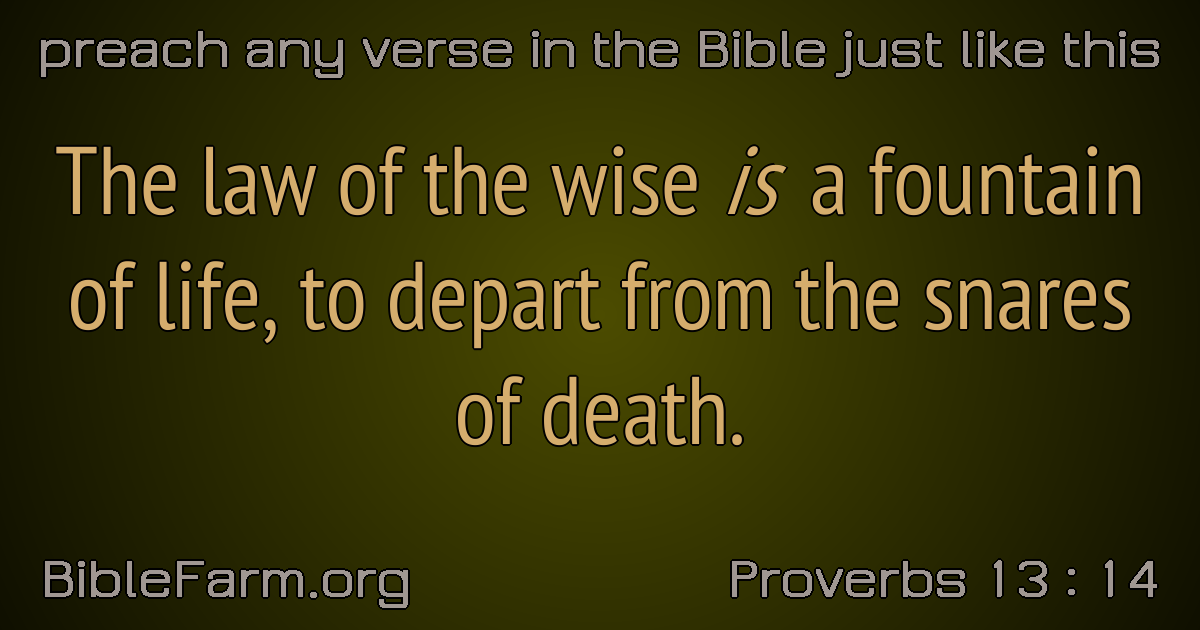 preach any verse in the Bible just like this
The law of the wise is a fountain
of life, to depart from the snares
of death.
BibleFarm.org
Proverbs 13 : 14